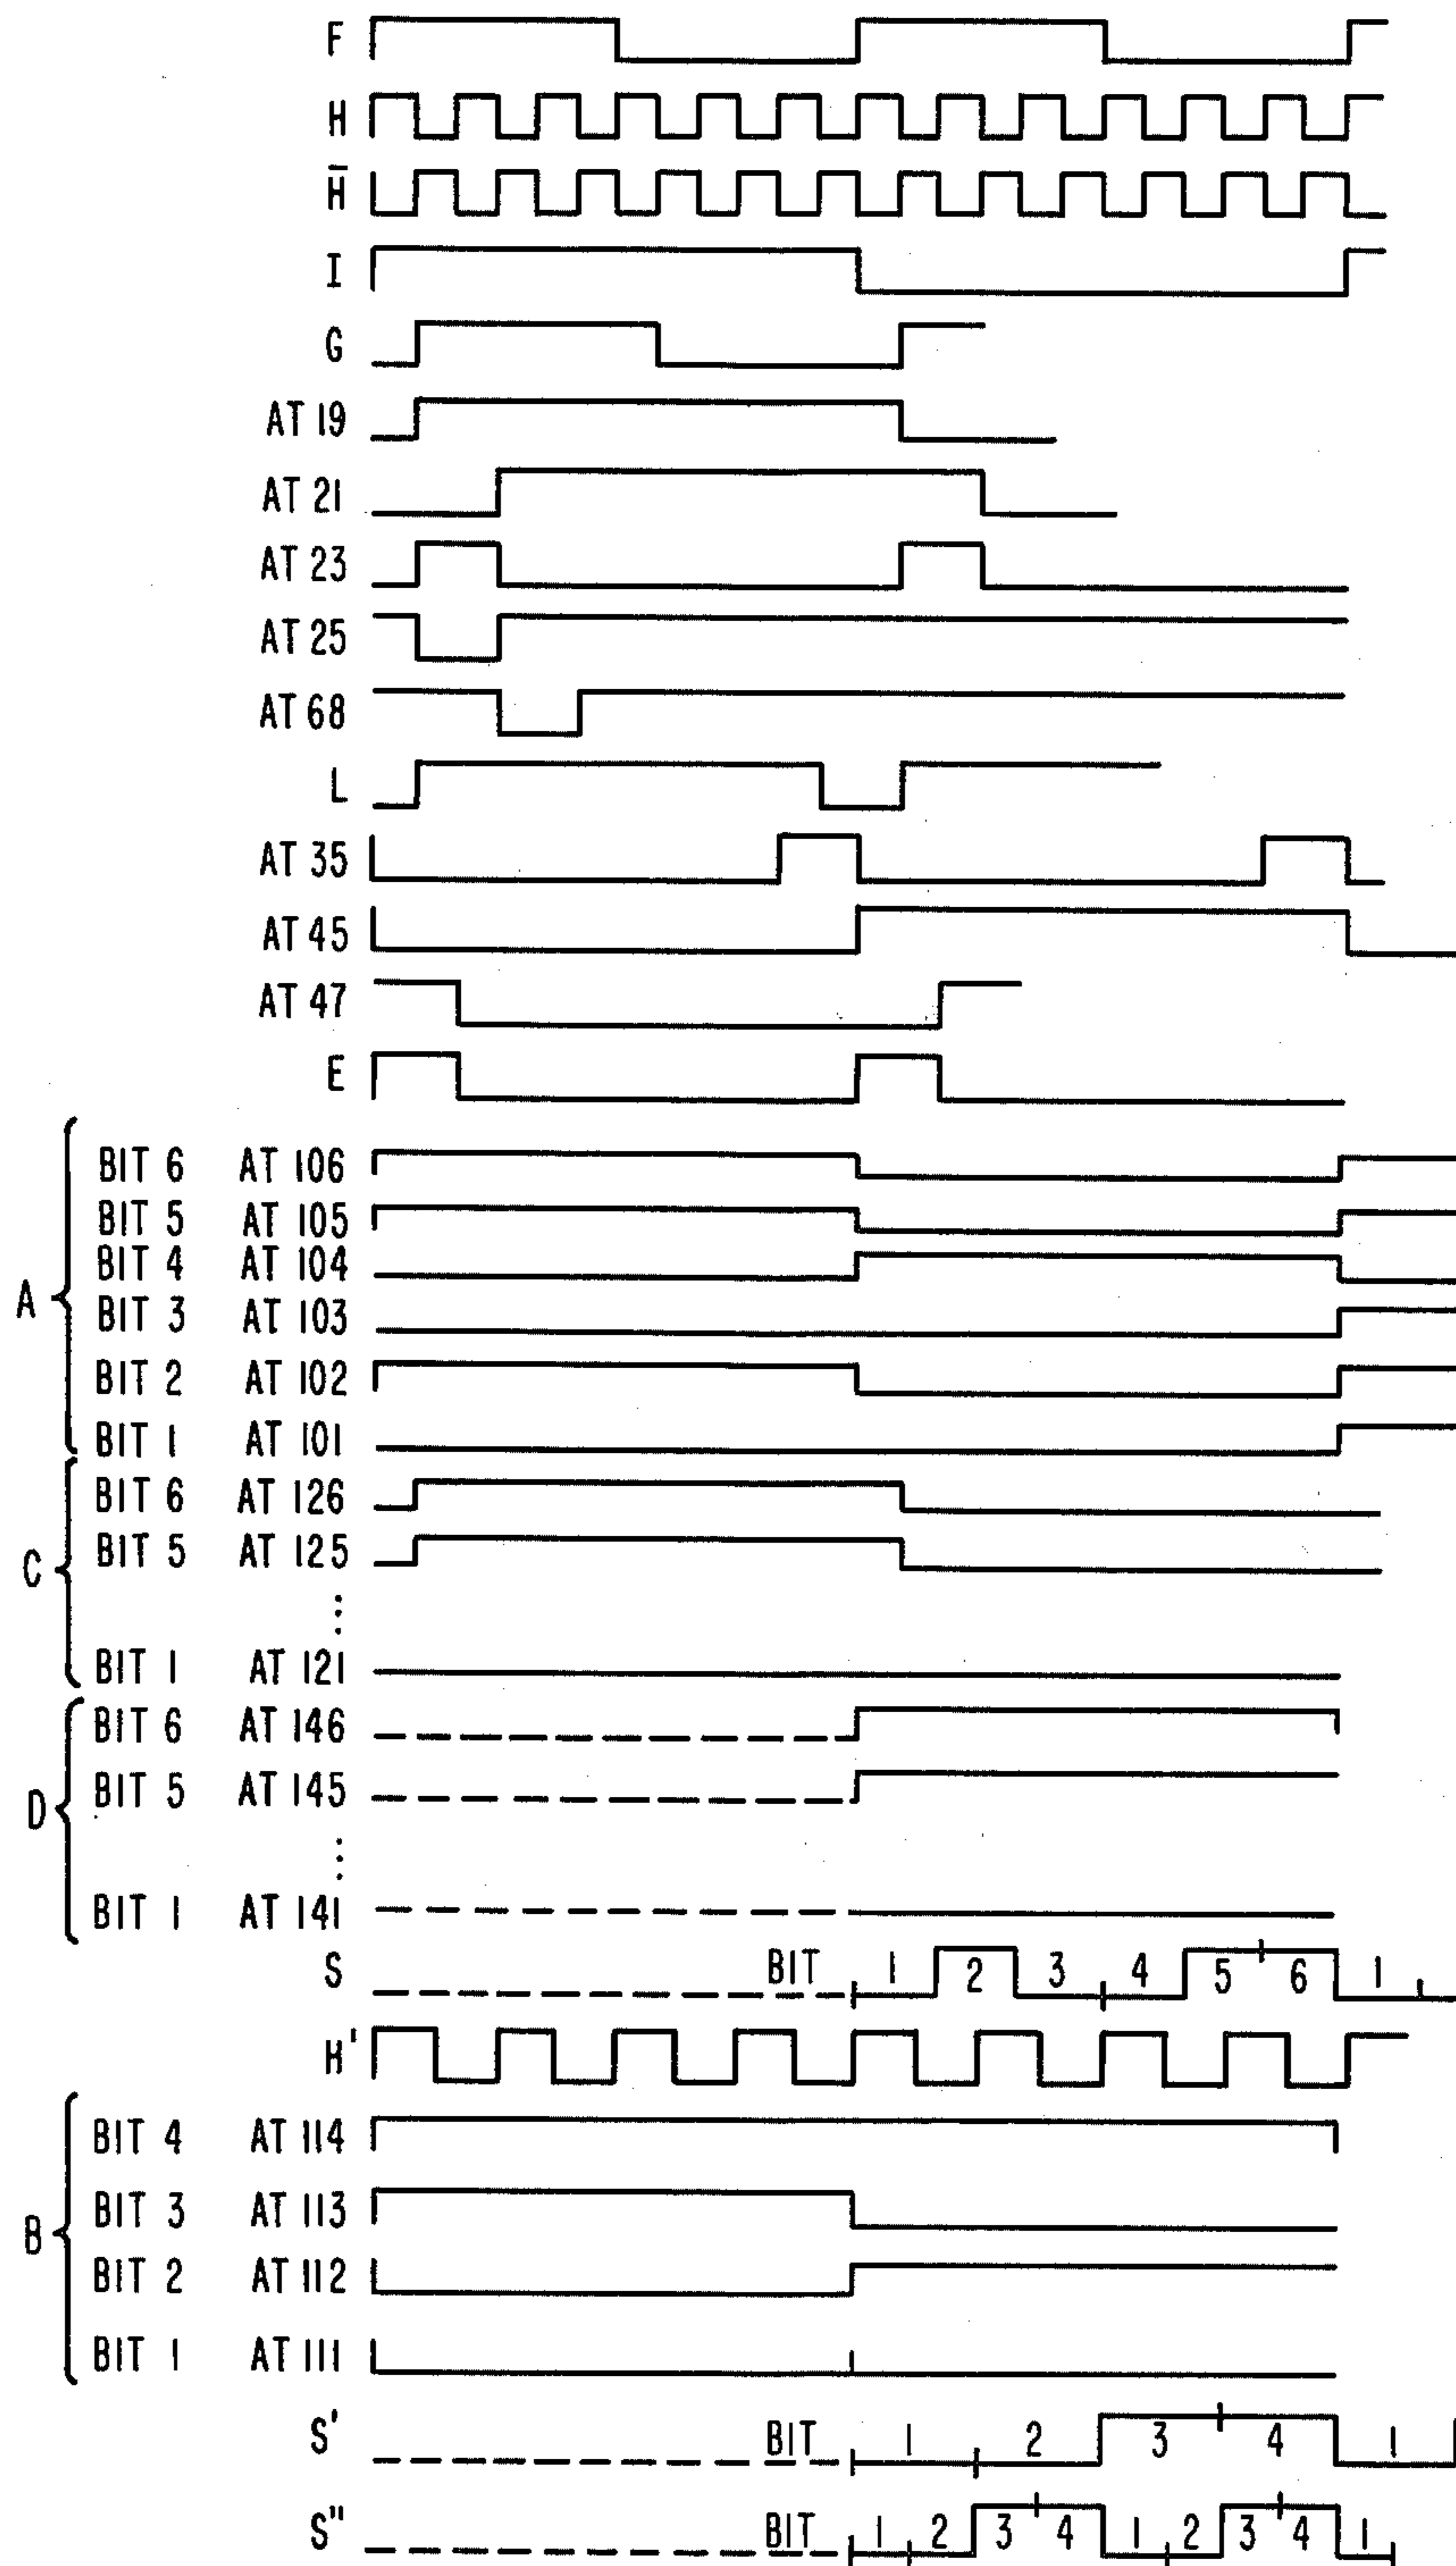 F
H
H̄
I
G
AT 19
AT 21
AT 23
AT 25
AT 68
L
AT 35
AT 45
AT 47
E
A
BIT 6 AT 106
BIT 5 AT 105
BIT 4 AT 104
BIT 3 AT 103
BIT 2 AT 102
BIT 1 AT 101
C
BIT 6 AT 126
BIT 5 AT 125
⋮
BIT 1 AT 121
D
BIT 6 AT 146
BIT 5 AT 145
⋮
BIT 1 AT 141
S BIT 1 2 3 4 5 6 1
H'
B
BIT 4 AT 114
BIT 3 AT 113
BIT 2 AT 112
BIT 1 AT 111
S' BIT 1 2 3 4 1
S" BIT 1 2 3 4 1 2 3 4 1